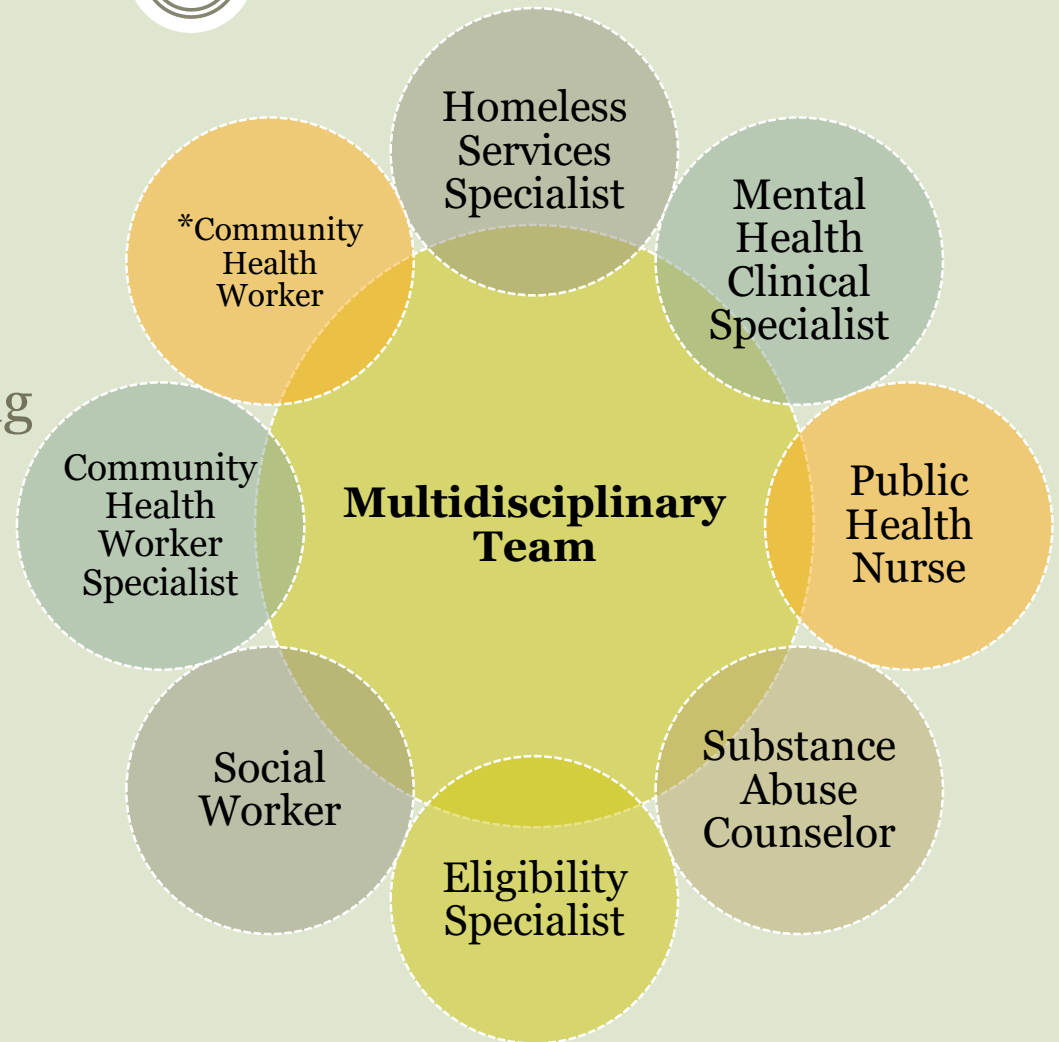 Homeless
Services
Specialist
Mental
Health
Clinical
Specialist
*Community
Health
Worker
Community
Health
Worker
Specialist
Multidisciplinary
Team
Public
Health
Nurse
Social
Worker
Substance
Abuse
Counselor
Eligibility
Specialist